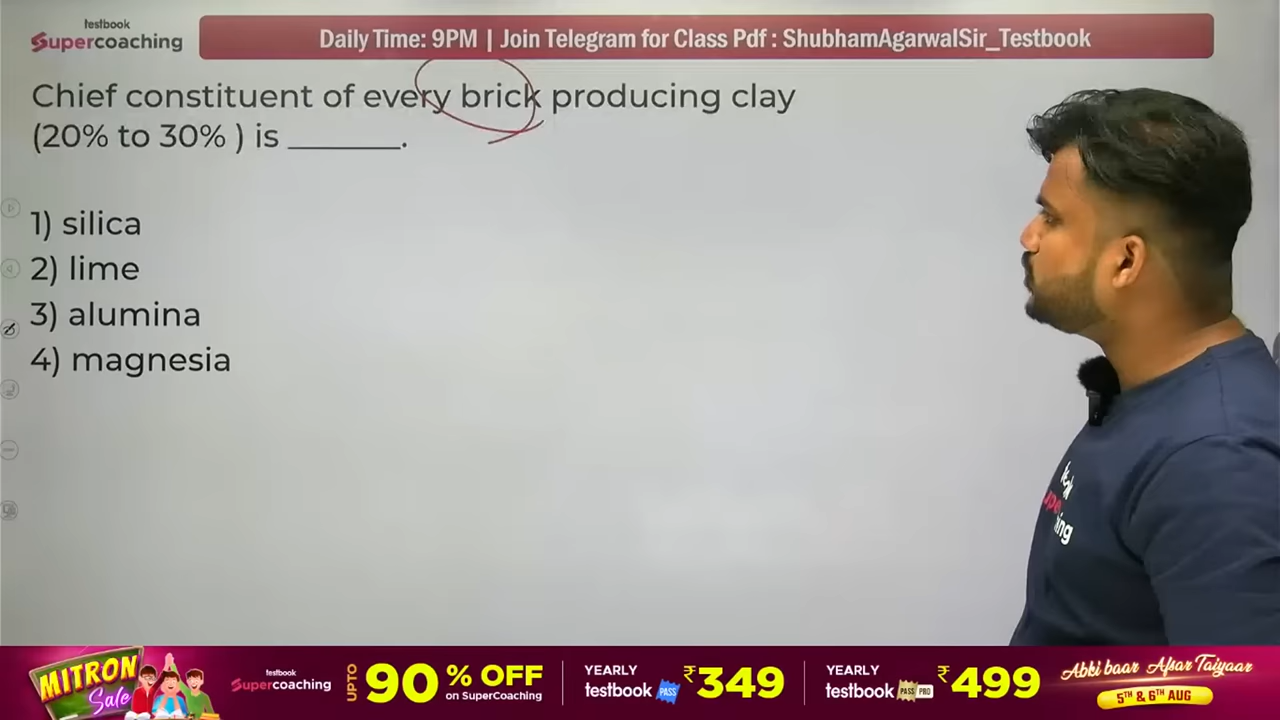 testbook
Supercoaching
Daily Time: 9PM | Join Telegram for Class Pdf : ShubhamAgarwalSir_Testbook
Chief constituent of every brick producing clay
(20% to 30% ) is _______.
1) silica
2) lime
3) alumina
4) magnesia
MITRON
Sale
testbook
Supercoaching
UPTO 90 % OFF
on SuperCoaching
YEARLY
testbook PASS
₹349
YEARLY
testbook PASS PRO
₹499
Abki baar Afsar Taiyaar
5TH & 6TH AUG